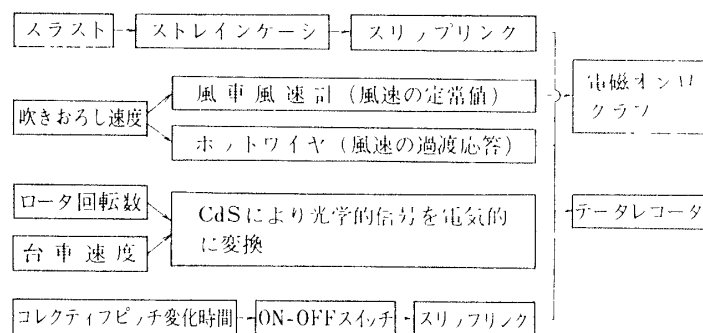 スラスト
ストレインゲージ
スリップリング
吹きおろし速度
風車風速計（風速の定常値）
ホットワイヤ（風速の過渡応答）
電磁オシロ
グラフ
ロータ回転数
台車速度
CdSにより光学的信号を電気的
に変換
データレコーダ
コレクティブピッチ変化時間
ON-OFFスイッチ
スリップリング